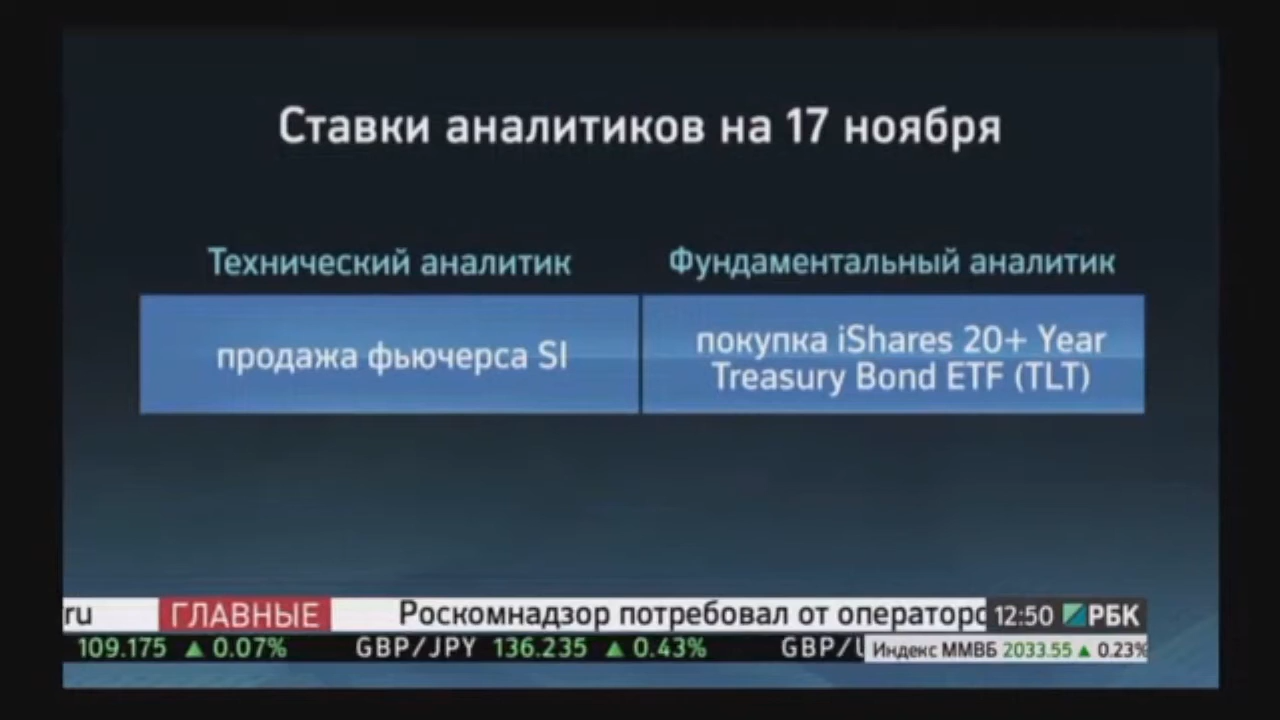 Ставки аналитиков на 17 ноября
Технический аналитик
Фундаментальный аналитик
продажа фьючерса SI
покупка iShares 20+ Year
Treasury Bond ETF (TLT)
ru ГЛАВНЫЕ Роскомнадзор потребовал от операторо 12:50 РБК
109.175 ▲ 0.07% GBP/JPY 136.235 ▲ 0.43% GBP/U Индекс ММВБ 2033.55 ▲ 0.23%